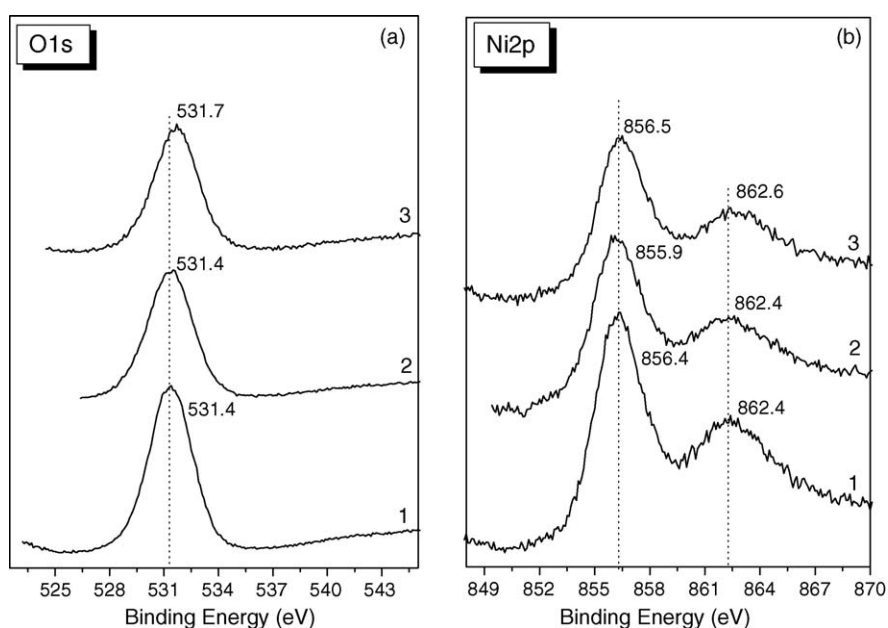 O1s
(a)
531.7
3
531.4
2
531.4
1
525 528 531 534 537 540 543
Binding Energy (eV)
Ni2p
(b)
856.5
862.6
3
855.9
862.4
2
856.4
862.4
1
849 852 855 858 861 864 867 870
Binding Energy (eV)